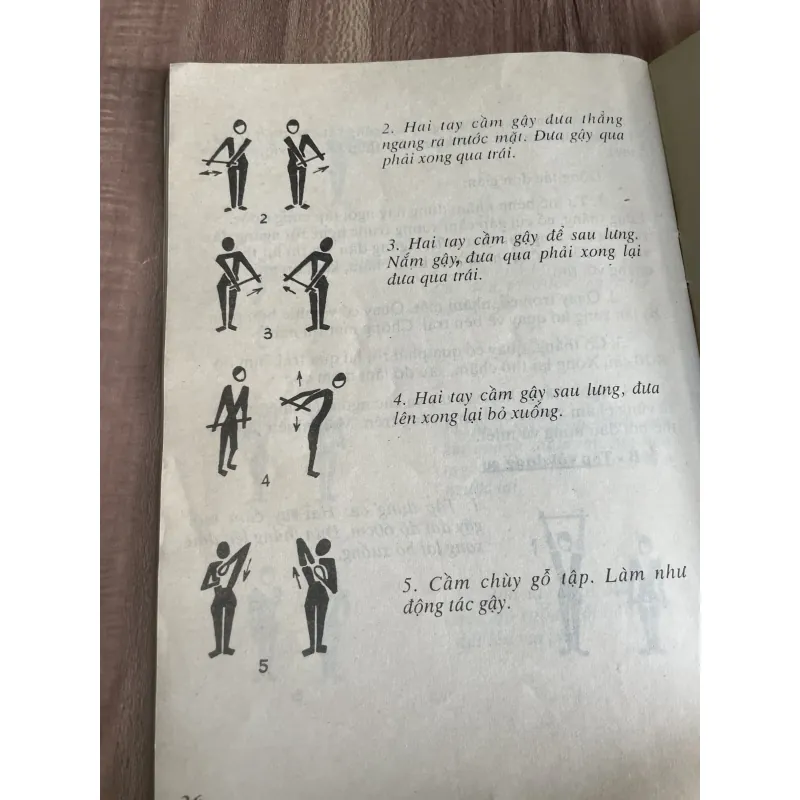 2. Hai tay cầm gậy đưa thẳng
ngang ra trước mặt. Đưa gậy qua
phải xong qua trái.
2
3. Hai tay cầm gậy để sau lưng.
Nắm gậy, đưa qua phải xong lại
đưa qua trái.
3
4. Hai tay cầm gậy sau lưng, đưa
lên xong lại bỏ xuống.
4
5. Cầm chùy gỗ tập. Làm như
động tác gậy.
5